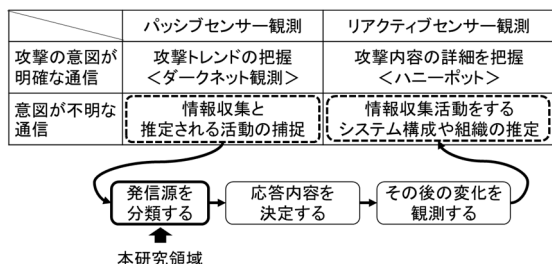 パッシブセンサー観測
リアクティブセンサー観測
攻撃の意図が
明確な通信
攻撃トレンドの把握
<ダークネット観測>
攻撃内容の詳細を把握
<ハニーポット>
意図が不明な
通信
情報収集と
推定される活動の捕捉
情報収集活動をする
システム構成や組織の推定
発信源を
分類する
応答内容を
決定する
その後の変化を
観測する
本研究領域